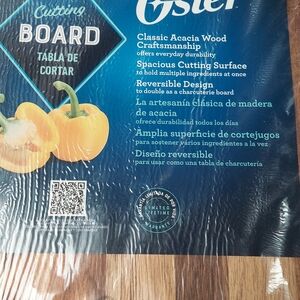 Oster
Cutting
BOARD
TABLA DE
CORTAR
Classic Acacia Wood
Craftsmanship
offers everyday durability
Spacious Cutting Surface
to hold multiple ingredients at once
Reversible Design
to double as a charcuterie board
La artesanía clásica de madera
de acacia
ofrece durabilidad todos los días
Amplia superficie de cortejugos
para sostener varios ingredientes a la vez
Diseño reversible
para usar como una tabla de charcutería
LIMITED
LIFETIME
WARRANTY